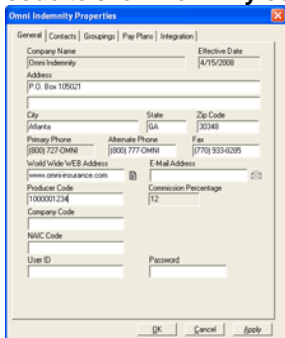 Omni Indemnity Properties
General Contacts Groupings Pay Plans Integration
Company Name Effective Date
Omni Indemnity 4/15/2008
Address
P.O. Box 105021
City State Zip Code
Atlanta GA 30348
Primary Phone Alternate Phone Fax
(800) 727-OMNI (800) 777-OMNI (770) 933-8285
World Wide WEB Address E-Mail Address
www.omni-insurance.com
Producer Code Commission Percentage
1000001234 12
Company Code
NAIC Code
User ID Password
OK Cancel Apply